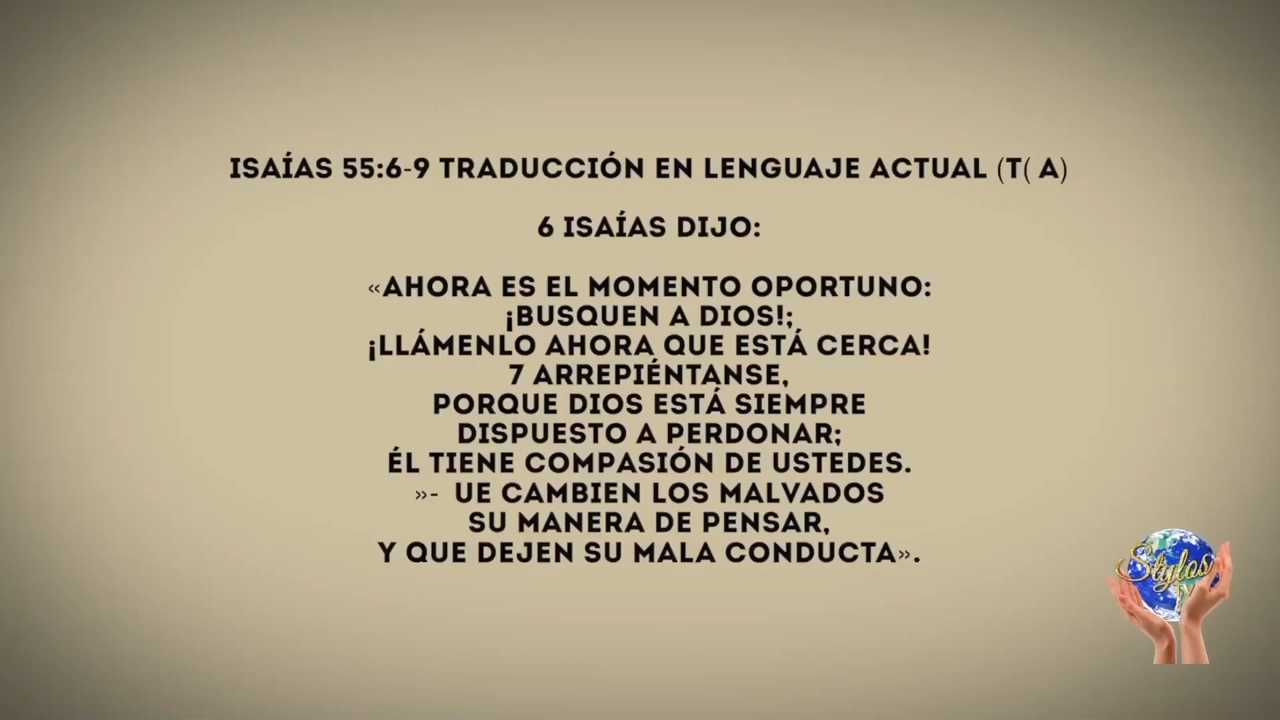 ISAÍAS 55:6-9 TRADUCCIÓN EN LENGUAJE ACTUAL (T( A)
6 ISAÍAS DIJO:
«AHORA ES EL MOMENTO OPORTUNO:
¡BUSQUEN A DIOS!;
¡LLÁMENLO AHORA QUE ESTÁ CERCA!
7 ARREPIÉNTANSE,
PORQUE DIOS ESTÁ SIEMPRE
DISPUESTO A PERDONAR;
ÉL TIENE COMPASIÓN DE USTEDES.
»- UE CAMBIEN LOS MALVADOS
SU MANERA DE PENSAR,
Y QUE DEJEN SU MALA CONDUCTA».
Stylos
TV